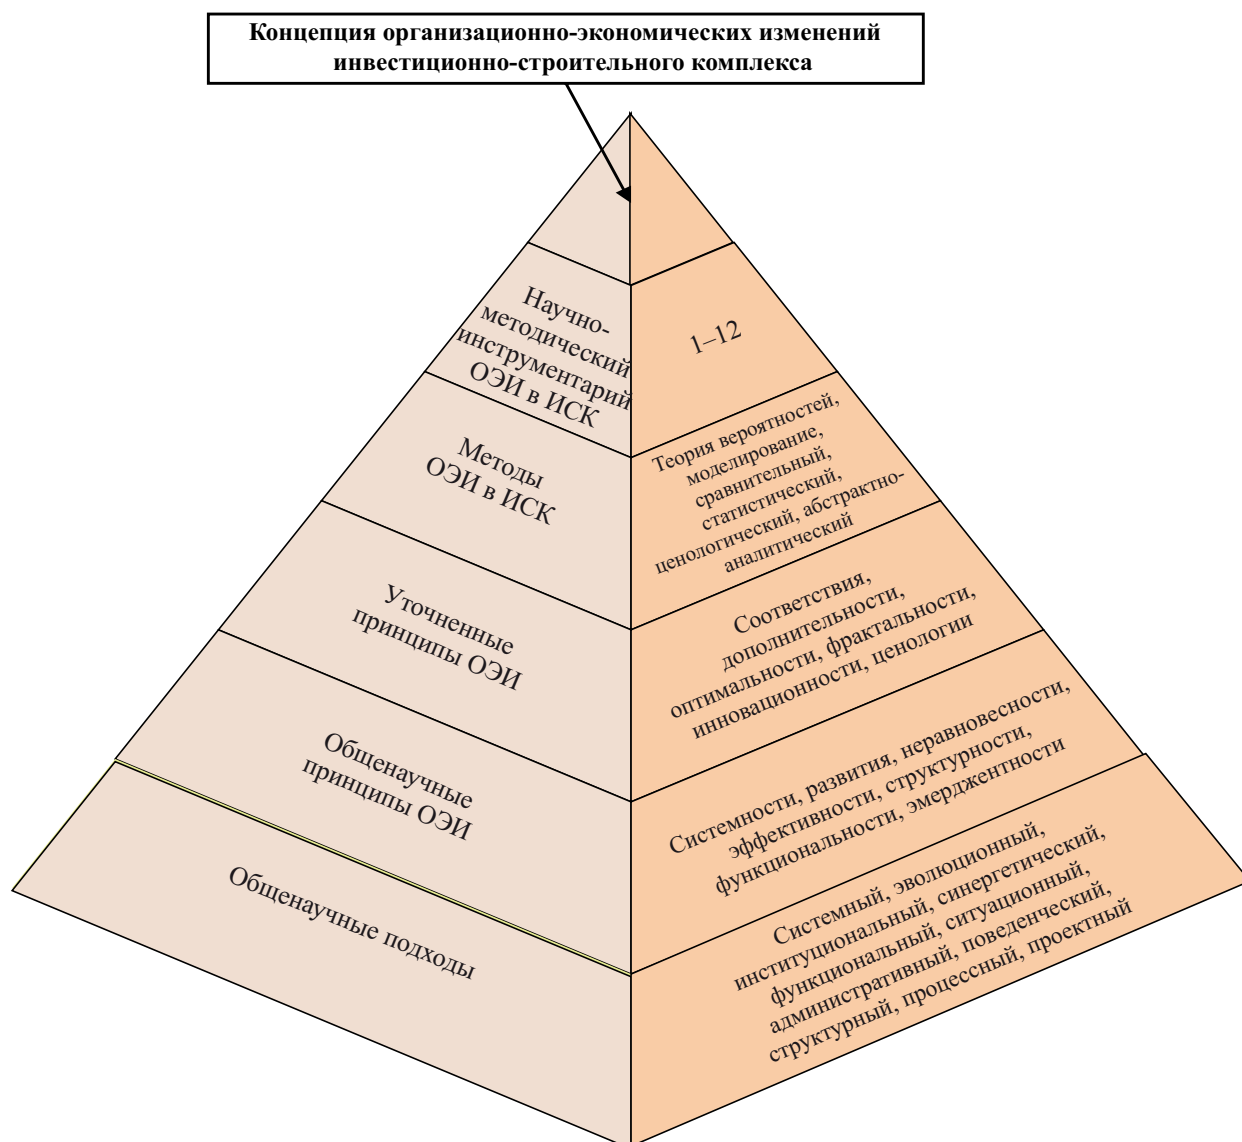 Концепция организационно-экономических изменений
инвестиционно-строительного комплекса
Научно-
методический
инструментарий
ОЭИ в ИСК
1–12
Методы
ОЭИ в ИСК
Теория вероятностей,
моделирование,
сравнительный,
статистический,
ценологический, абстрактно-
аналитический
Уточненные
принципы ОЭИ
Соответствия,
дополнительности,
оптимальности, фрактальности,
инновационности, ценологии
Общенаучные
принципы ОЭИ
Системности, развития, неравновесности,
эффективности, структурности,
функциональности, эмерджентности
Общенаучные подходы
Системный, эволюционный,
институциональный, синергетический,
функциональный, ситуационный,
административный, поведенческий,
структурный, процессный, проектный